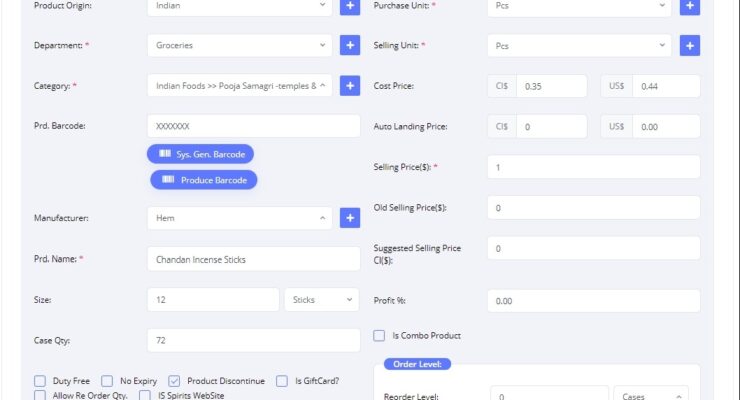 Product Origin: Indian
Department: * Groceries
Category: * Indian Foods >> Pooja Samagri -temples &
Prd. Barcode: XXXXXXX
Sys. Gen. Barcode
Produce Barcode
Manufacturer: Hem
Prd. Name: * Chandan Incense Sticks
Size: 12 Sticks
Case Qty: 72
Duty Free No Expiry Product Discontinue Is GiftCard?
Allow Re Order Qty. IS Spirits WebSite
Purchase Unit: * Pcs
Selling Unit: * Pcs
Cost Price: CI$ 0.35 US$ 0.44
Auto Landing Price: CI$ 0 US$ 0.00
Selling Price($): * 1
Old Selling Price($): 0
Suggested Selling Price
CI($): 0
Profit %: 0.00
Is Combo Product
Order Level:
Reorder Level: 0 Cases